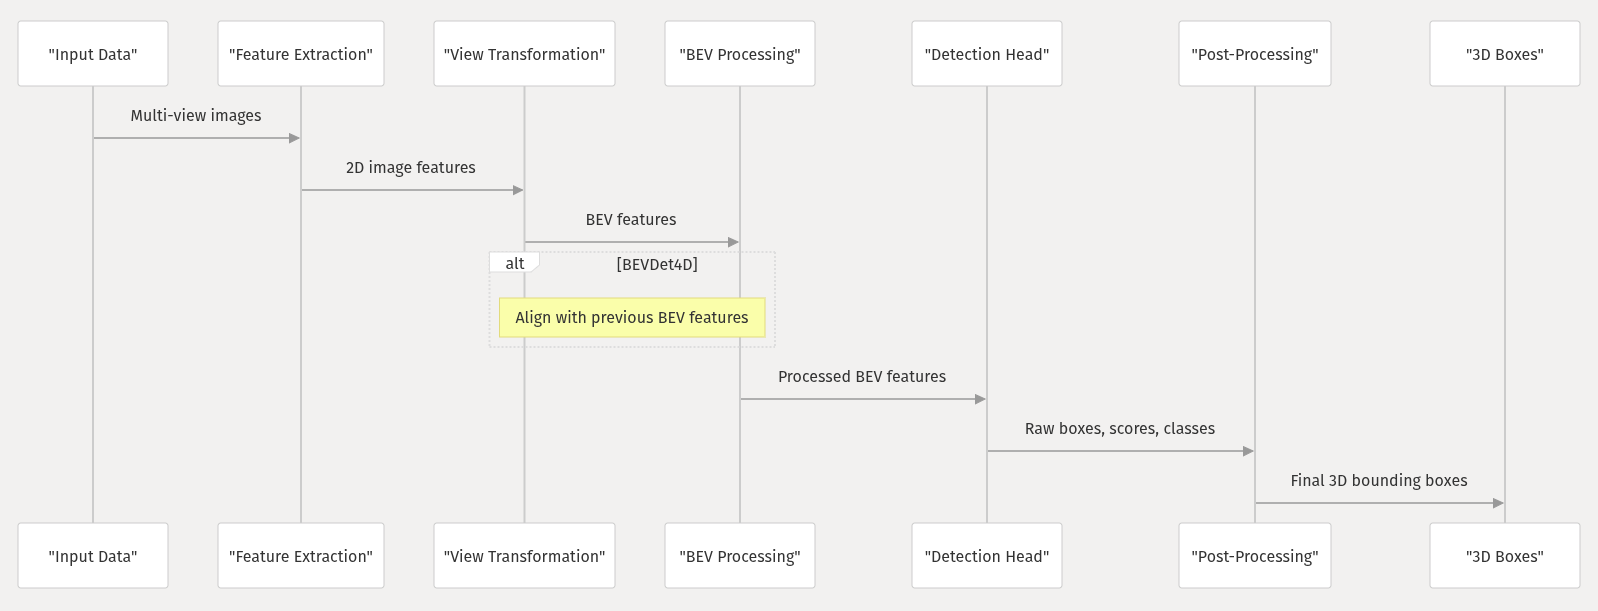 "Input Data"
"Feature Extraction"
"View Transformation"
"BEV Processing"
"Detection Head"
"Post-Processing"
"3D Boxes"
Multi-view images
2D image features
BEV features
alt
[BEVDet4D]
Align with previous BEV features
Processed BEV features
Raw boxes, scores, classes
Final 3D bounding boxes
"Input Data"
"Feature Extraction"
"View Transformation"
"BEV Processing"
"Detection Head"
"Post-Processing"
"3D Boxes"